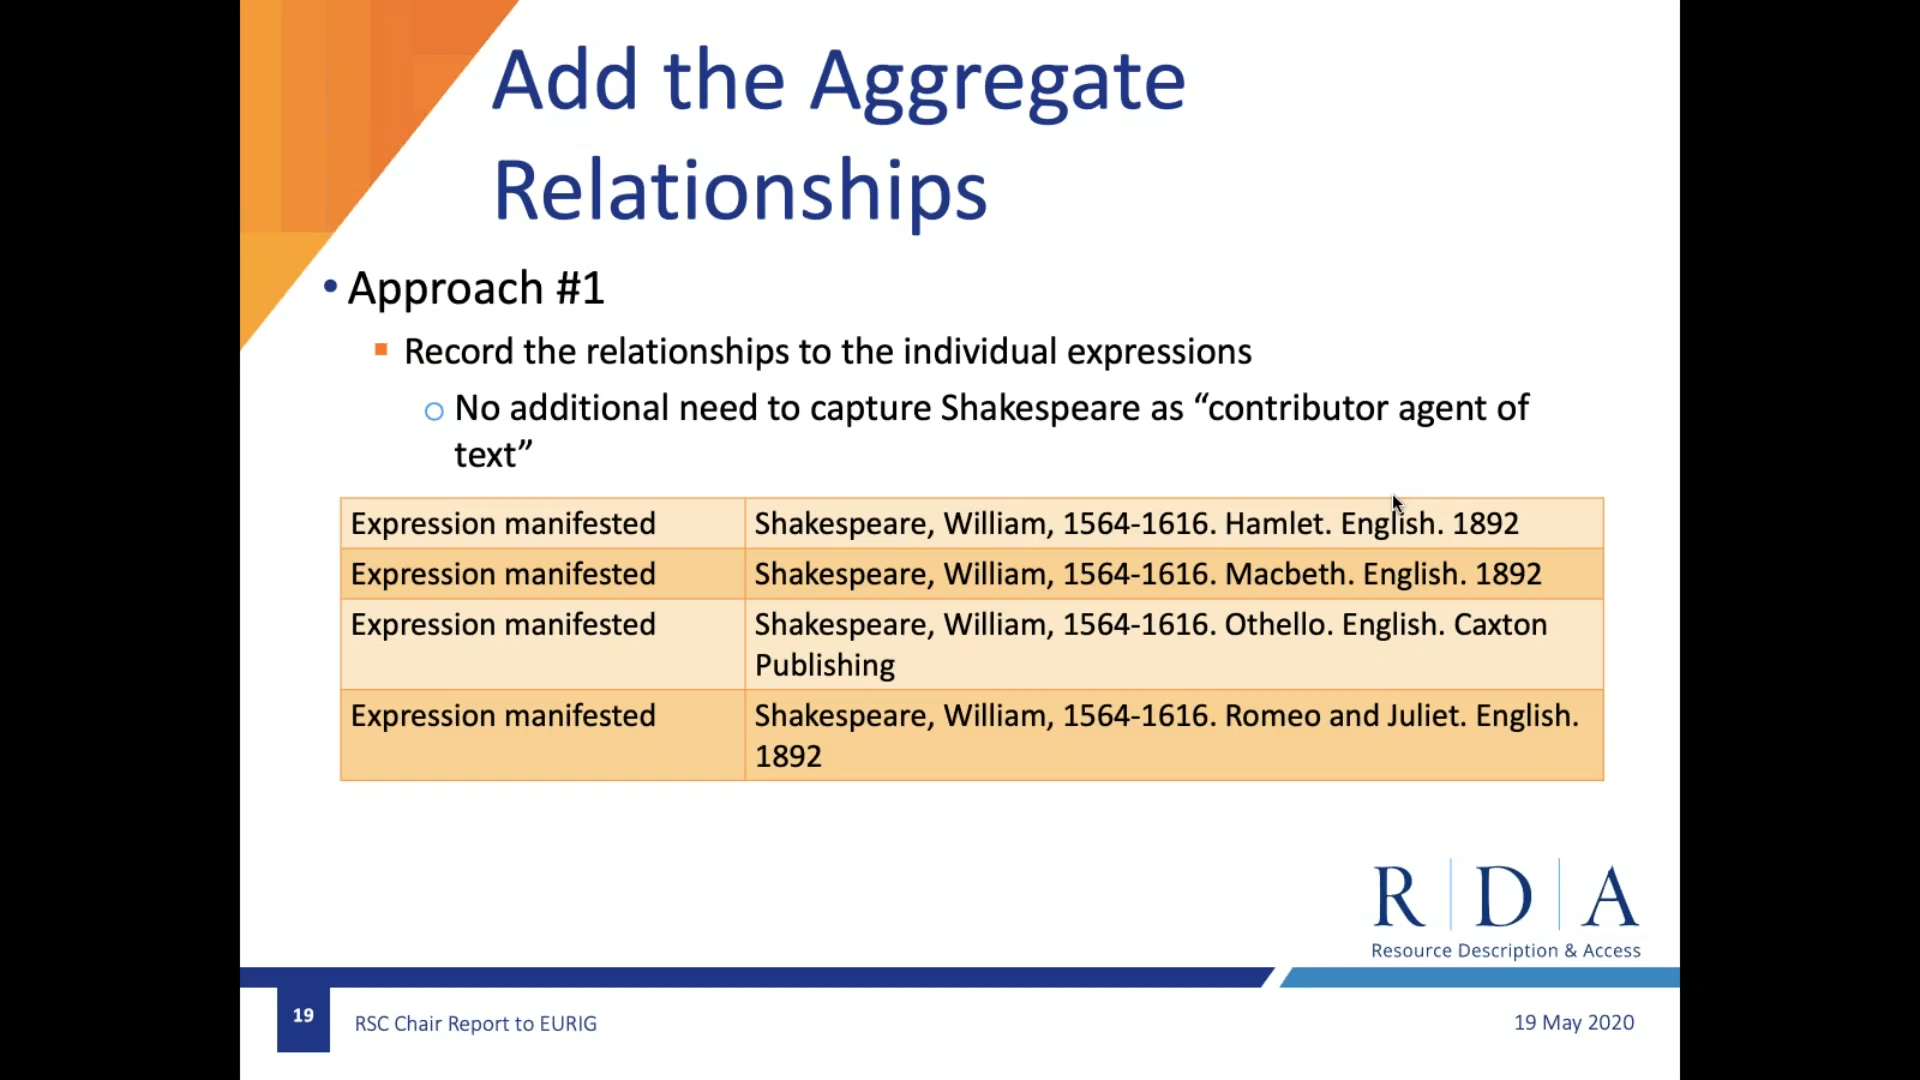 Add the Aggregate
Relationships
• Approach #1
▪ Record the relationships to the individual expressions
○ No additional need to capture Shakespeare as “contributor agent of
text”
Expression manifested Shakespeare, William, 1564-1616. Hamlet. English. 1892
Expression manifested Shakespeare, William, 1564-1616. Macbeth. English. 1892
Expression manifested Shakespeare, William, 1564-1616. Othello. English. Caxton
Publishing
Expression manifested Shakespeare, William, 1564-1616. Romeo and Juliet. English.
1892
R D A
Resource Description & Access
19 RSC Chair Report to EURIG 19 May 2020